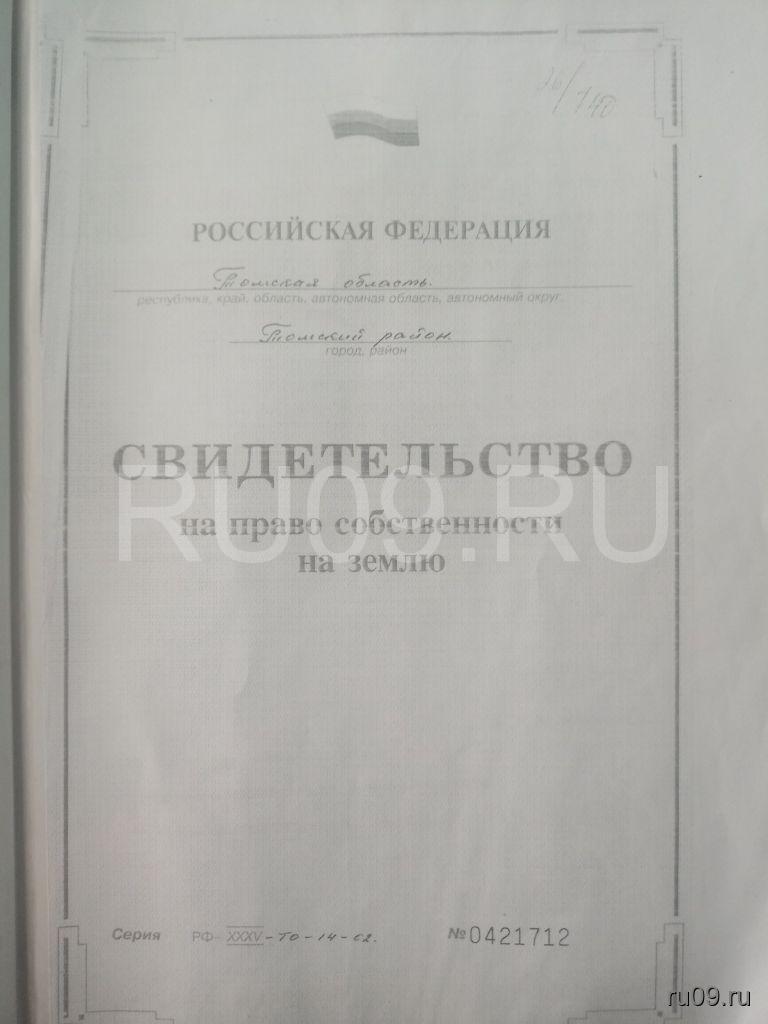 26/140
РОССИЙСКАЯ ФЕДЕРАЦИЯ
Томская область.
республика, край, область, автономная область, автономный округ.
Томский район.
город, район
СВИДЕТЕЛЬСТВО
RU09.RU
на право собственности
на землю
Серия РФ-XXXV-ТО-14-02. №0421712
ru09.ru